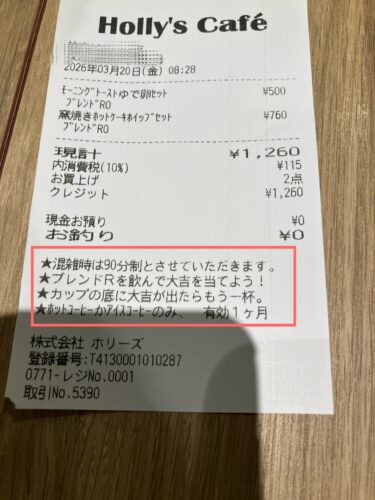 Holly's Café
2026年03月20日(金) 08:28
ﾓｰﾆﾝｸﾞﾄｰｽﾄゆで卵ｾｯﾄ ¥500
ﾌﾞﾚﾝﾄﾞRO
窯焼きﾎｯﾄｹｰｷﾎｲｯﾌﾟｾｯﾄ ¥760
ﾌﾞﾚﾝﾄﾞRO
現計 ¥1,260
内消費税(10%) ¥115
お買上げ 2点
クレジット ¥1,260
現金お預り ¥0
お釣り ¥0
★混雑時は90分制とさせていただきます。
★ブレンドRを飲んで大吉を当てよう！
★カップの底に大吉が出たらもう一杯。
★ﾎｯﾄｺｰﾋｰかｱｲｽｺｰﾋｰのみ、 有効1ヶ月
株式会社 ホリーズ
登録番号:T4130001010287
0771-レジNo.0001
取引No.5390